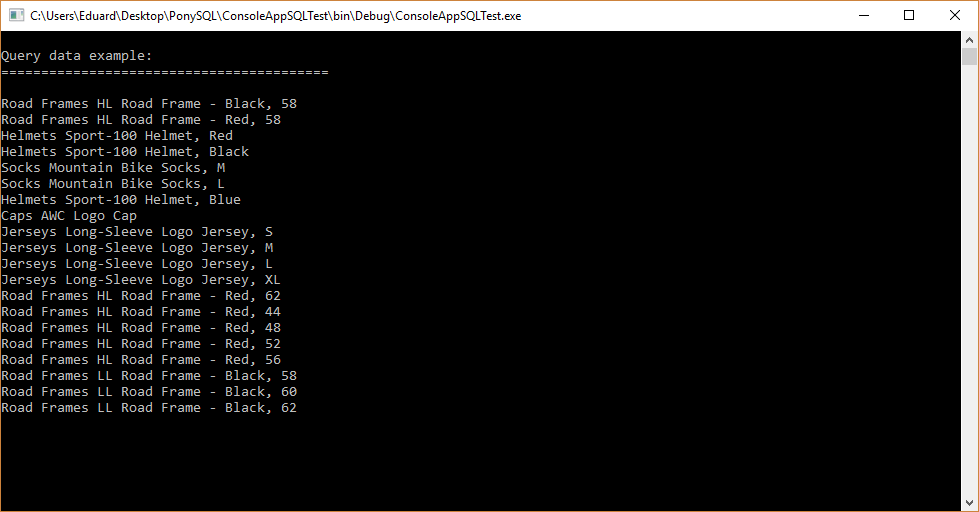 C:\Users\Eduard\Desktop\PonySQL\ConsoleAppSQLTest\bin\Debug\ConsoleAppSQLTest.exe
Query data example:
=========================================
Road Frames HL Road Frame - Black, 58
Road Frames HL Road Frame - Red, 58
Helmets Sport-100 Helmet, Red
Helmets Sport-100 Helmet, Black
Socks Mountain Bike Socks, M
Socks Mountain Bike Socks, L
Helmets Sport-100 Helmet, Blue
Caps AWC Logo Cap
Jerseys Long-Sleeve Logo Jersey, S
Jerseys Long-Sleeve Logo Jersey, M
Jerseys Long-Sleeve Logo Jersey, L
Jerseys Long-Sleeve Logo Jersey, XL
Road Frames HL Road Frame - Red, 62
Road Frames HL Road Frame - Red, 44
Road Frames HL Road Frame - Red, 48
Road Frames HL Road Frame - Red, 52
Road Frames HL Road Frame - Red, 56
Road Frames LL Road Frame - Black, 58
Road Frames LL Road Frame - Black, 60
Road Frames LL Road Frame - Black, 62